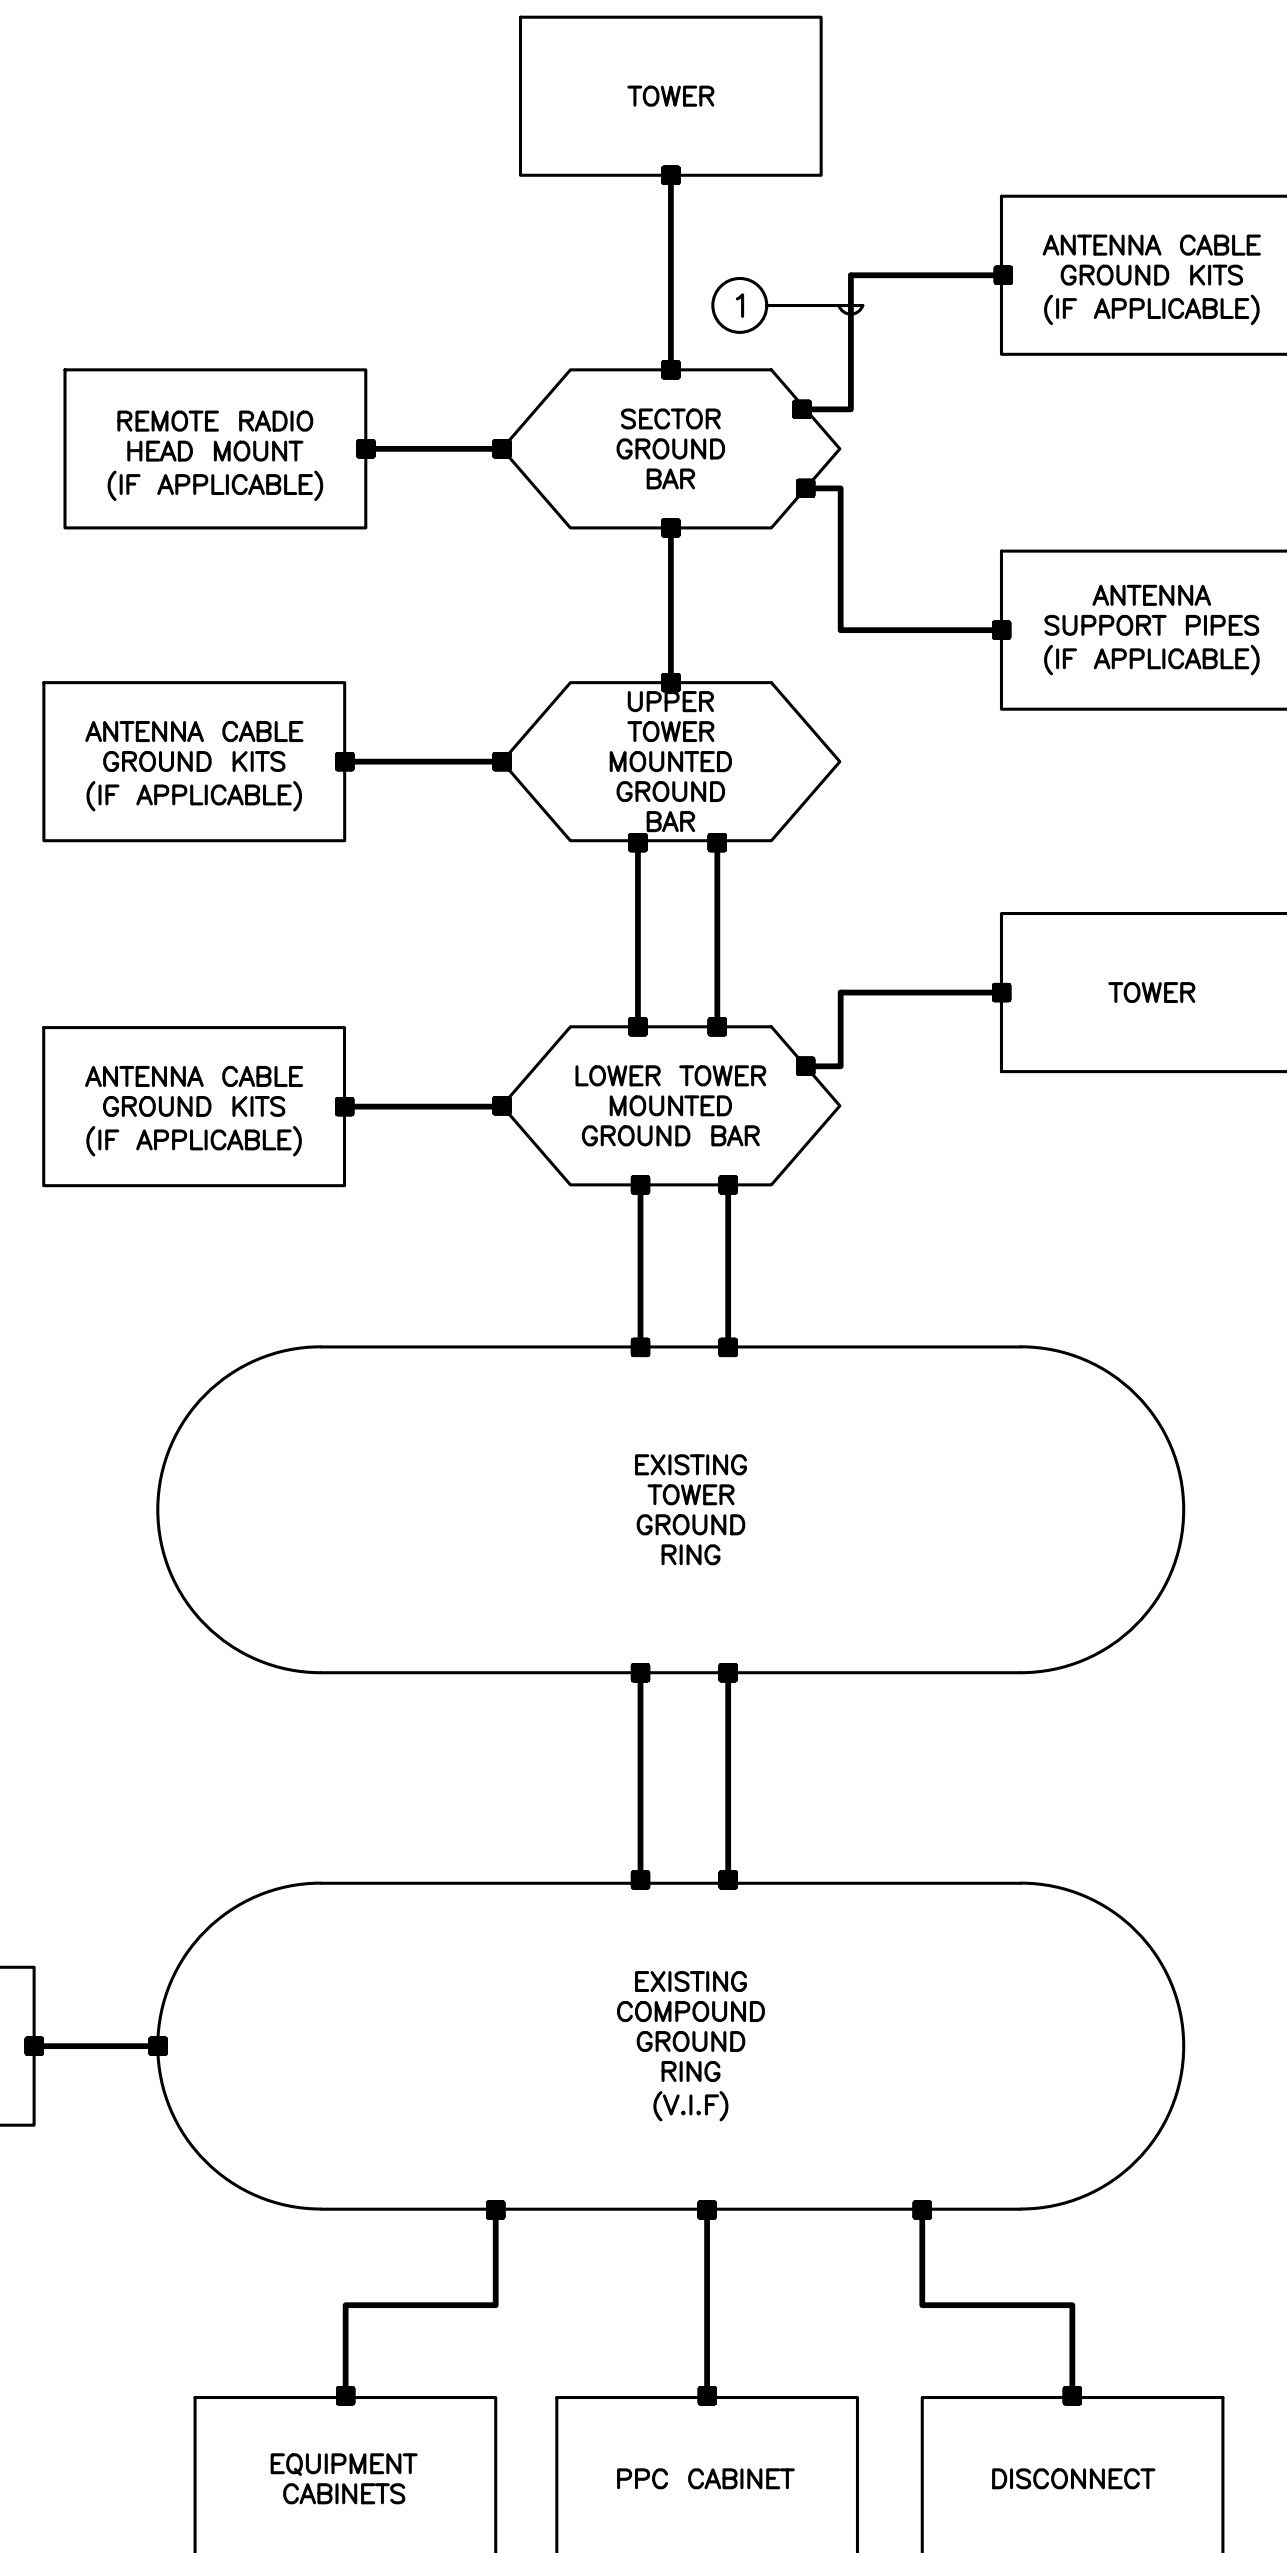 TOWER
ANTENNA CABLE
GROUND KITS
(IF APPLICABLE)
1
REMOTE RADIO
HEAD MOUNT
(IF APPLICABLE)
SECTOR
GROUND
BAR
ANTENNA
SUPPORT PIPES
(IF APPLICABLE)
ANTENNA CABLE
GROUND KITS
(IF APPLICABLE)
UPPER
TOWER
MOUNTED
GROUND
BAR
TOWER
ANTENNA CABLE
GROUND KITS
(IF APPLICABLE)
LOWER TOWER
MOUNTED
GROUND BAR
EXISTING
TOWER
GROUND
RING
EXISTING
COMPOUND
GROUND
RING
(V.I.F)
EQUIPMENT
CABINETS
PPC CABINET
DISCONNECT